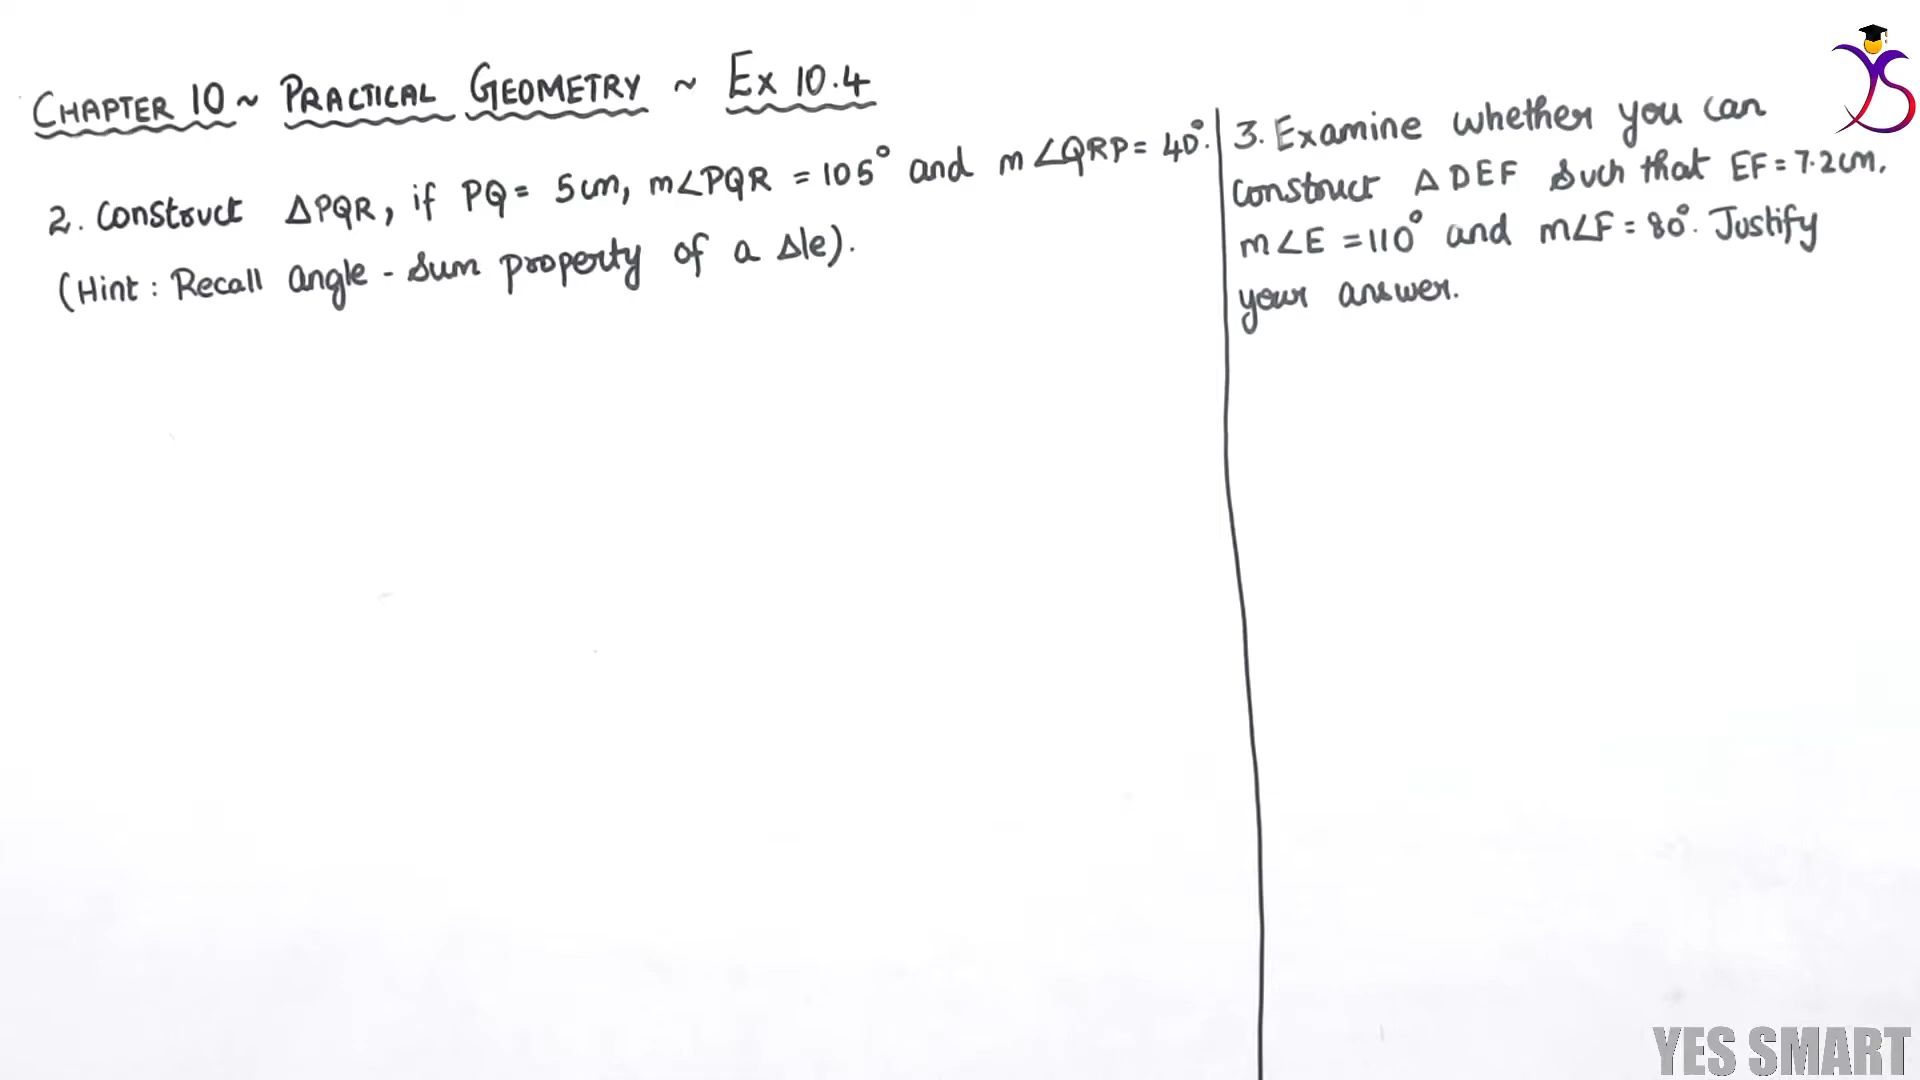 CHAPTER 10 ~ PRACTICAL GEOMETRY ~ Ex 10.4
2. Construct ΔPQR, if PQ = 5cm, m∠PQR = 105° and m∠QRP = 40°.
(Hint : Recall angle - Sum property of a Δle).
3. Examine whether you can
construct ΔDEF such that EF = 7.2cm,
m∠E = 110° and m∠F = 80°. Justify
your answer.
YES SMART